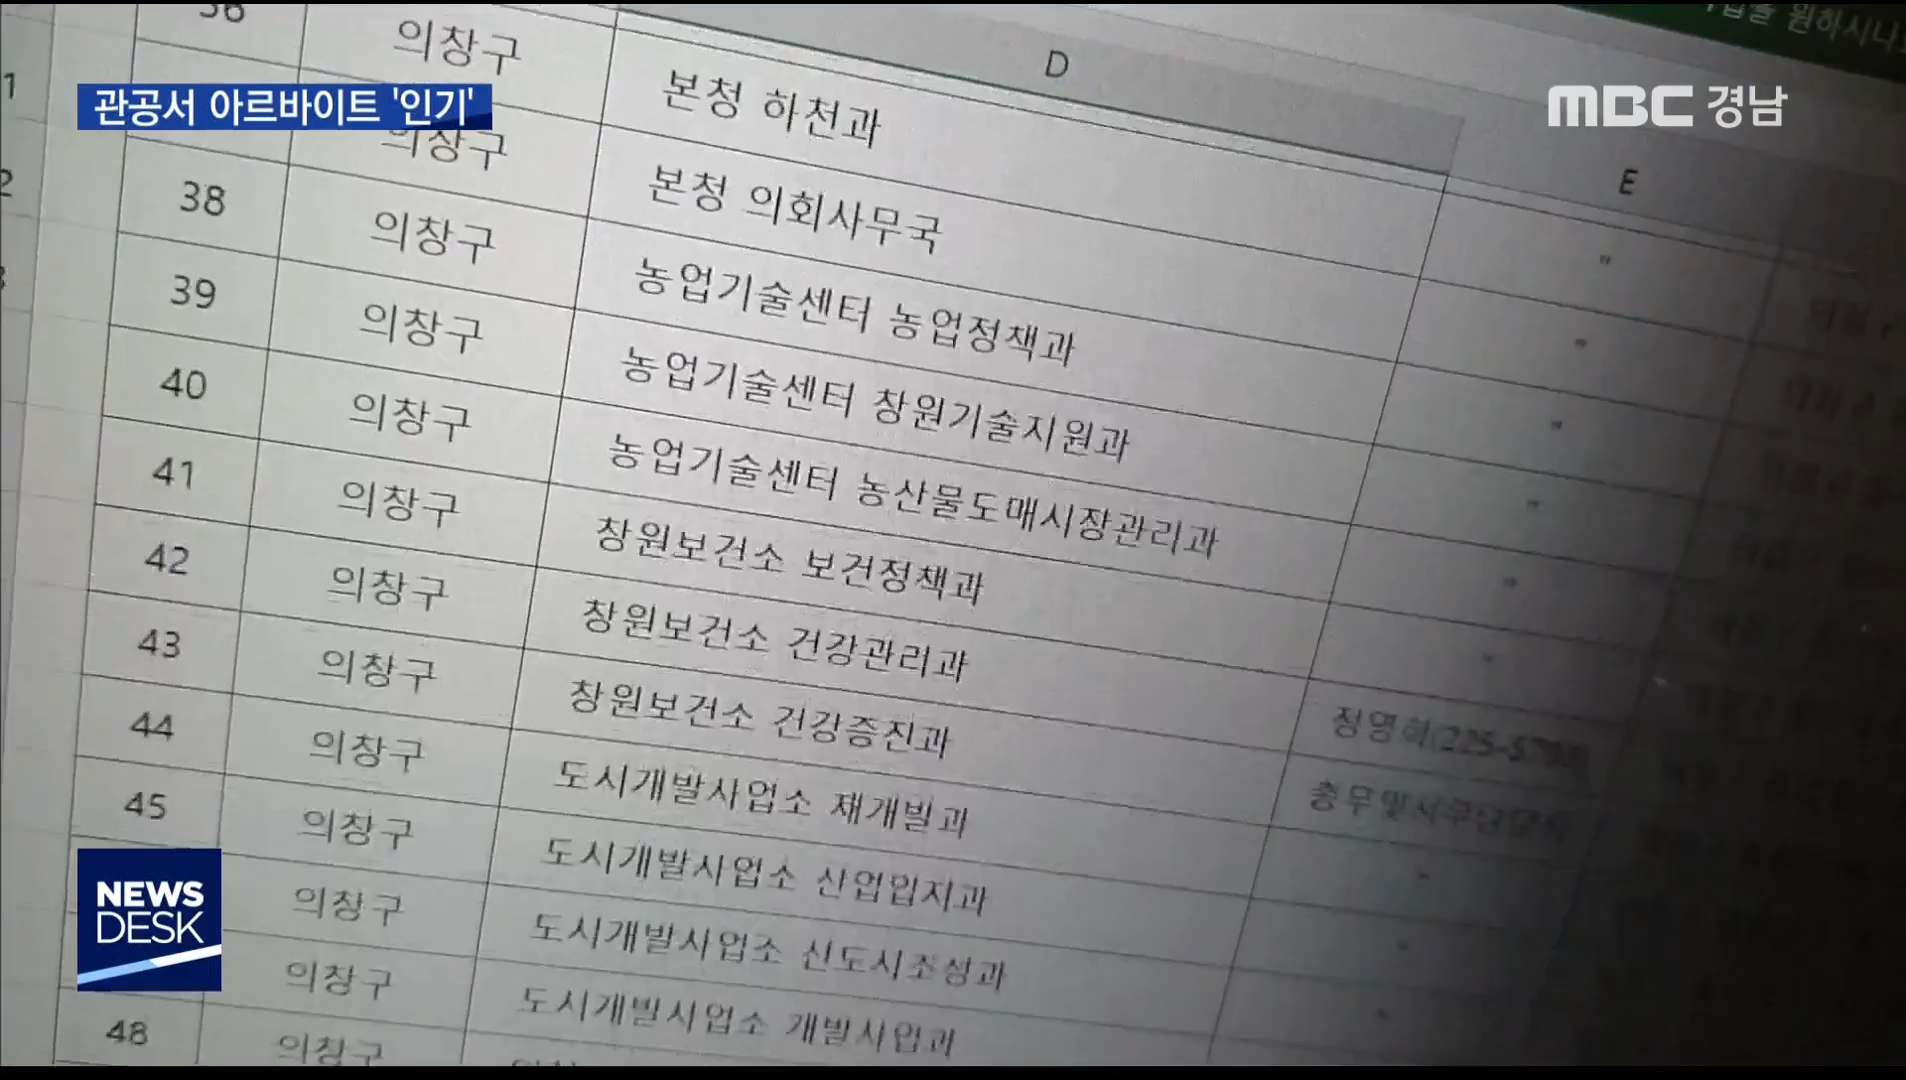 관공서 아르바이트 '인기'
MBC 경남
D
E
36 의창구 본청 하천과 "
의창구 본청 의회사무국 "
38 의창구 농업기술센터 농업정책과 "
39 의창구 농업기술센터 창원기술지원과 "
40 의창구 농업기술센터 농산물도매시장관리과 "
41 의창구 창원보건소 보건정책과 "
42 의창구 창원보건소 건강관리과
43 의창구 창원보건소 건강증진과
44 의창구 도시개발사업소 재개발과 "
45 의창구 도시개발사업소 산업입지과 "
의창구 도시개발사업소 신도시조성과 "
의창구 도시개발사업소 개발사업과
48 의창구
NEWS
DESK